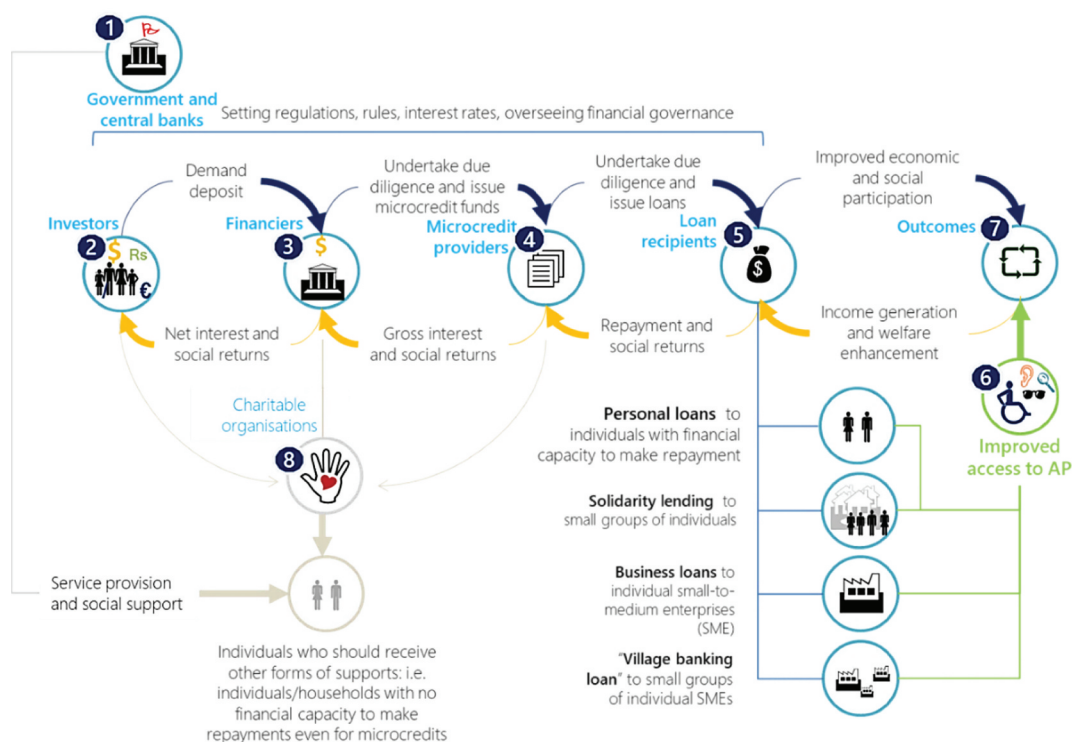 1
Government and
central banks
Setting regulations, rules, interest rates, overseeing financial governance
Demand
deposit
Undertake due
diligence and issue
microcredit funds
Undertake due
diligence and
issue loans
Improved economic
and social
participation
Investors
2
$
Rs
€
Financiers
3
$
Microcredit
providers
4
Loan
recipients
5
$
Outcomes
7
Net interest and
social returns
Gross interest
and social returns
Repayment and
social returns
Income generation
and welfare
enhancement
6
Improved
access to AP
Charitable
organisations
8
Personal loans to
individuals with financial
capacity to make
repayment
Solidarity lending to
small groups of
individuals
Business loans to
individual small-to-
medium enterprises
(SME)
"Village banking
loan" to small groups
of individual SMEs
Service provision
and social support
Individuals who should receive
other forms of supports: i.e.
individuals/households with no
financial capacity to make
repayments even for microcredits